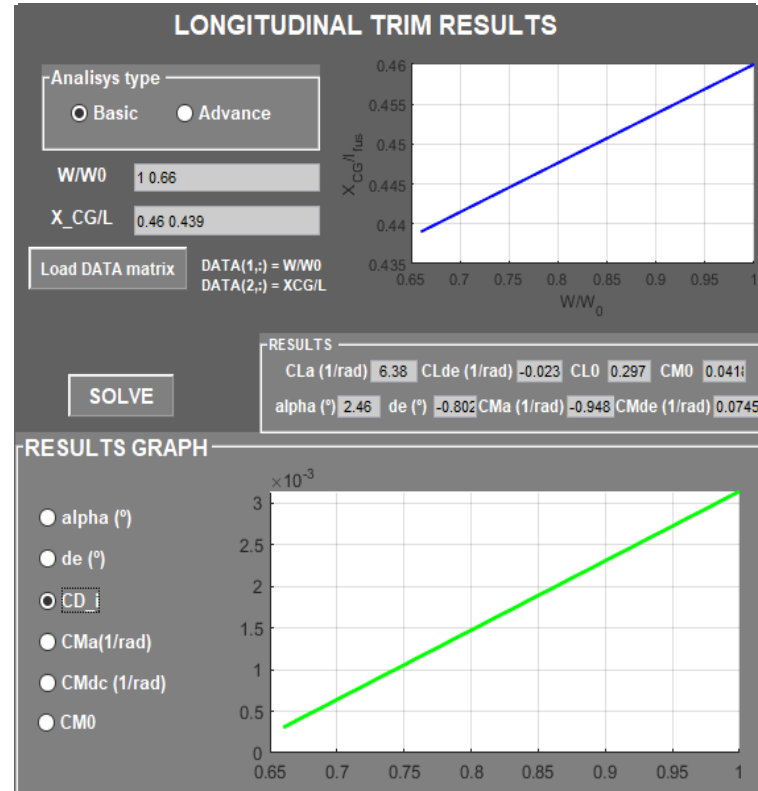 LONGITUDINAL TRIM RESULTS
Analisys type
Basic Advance
W/W0 1 0.66
X_CG/L 0.46 0.439
Load DATA matrix DATA(1,:) = W/W0
DATA(2,:) = XCG/L
0.46
0.455
0.45
0.445
0.44
0.435
X_CG/l_fus
0.65 0.7 0.75 0.8 0.85 0.9 0.95 1
W/W_0
SOLVE
RESULTS
CLa (1/rad) 6.38 CLde (1/rad) -0.023 CL0 0.297 CM0 0.041
alpha (º) 2.46 de (º) -0.802 CMa (1/rad) -0.948 CMde (1/rad) 0.0745
RESULTS GRAPH
alpha (º)
de (º)
CD_i
CMa(1/rad)
CMdc (1/rad)
CM0
×10^-3
3
2.5
2
1.5
1
0.5
0
0.65 0.7 0.75 0.8 0.85 0.9 0.95 1